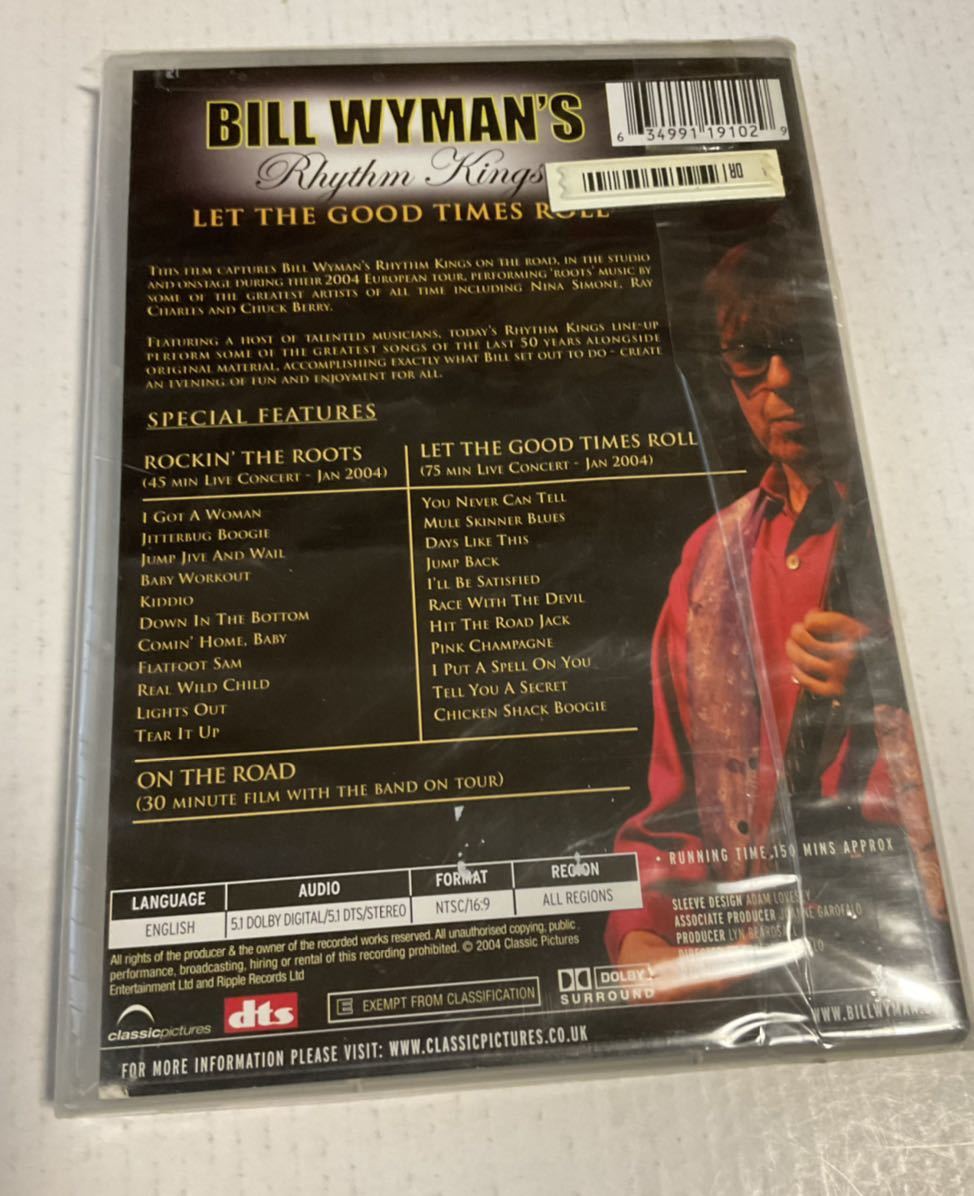 BILL WYMAN'S
Rhythm Kings
LET THE GOOD TIMES ROLL
6 34991 19102 9
DR 081
THIS FILM CAPTURES BILL WYMAN'S RHYTHM KINGS ON THE ROAD, IN THE STUDIO
AND ONSTAGE DURING THEIR 2004 EUROPEAN TOUR, PERFORMING 'ROOTS' MUSIC BY
SOME OF THE GREATEST ARTISTS OF ALL TIME INCLUDING NINA SIMONE, RAY
CHARLES AND CHUCK BERRY.
FEATURING A HOST OF TALENTED MUSICIANS, TODAY'S RHYTHM KINGS LINE-UP
PERFORM SOME OF THE GREATEST SONGS OF THE LAST 50 YEARS ALONGSIDE
ORIGINAL MATERIAL, ACCOMPLISHING EXACTLY WHAT BILL SET OUT TO DO - CREATE
AN EVENING OF FUN AND ENJOYMENT FOR ALL.
SPECIAL FEATURES
ROCKIN' THE ROOTS
(45 MIN LIVE CONCERT - JAN 2004)
I GOT A WOMAN
JITTERBUG BOOGIE
JUMP JIVE AND WAIL
BABY WORKOUT
KIDDIO
DOWN IN THE BOTTOM
COMIN' HOME, BABY
FLATFOOT SAM
REAL WILD CHILD
LIGHTS OUT
TEAR IT UP
LET THE GOOD TIMES ROLL
(75 MIN LIVE CONCERT - JAN 2004)
YOU NEVER CAN TELL
MULE SKINNER BLUES
DAYS LIKE THIS
JUMP BACK
I'LL BE SATISFIED
RACE WITH THE DEVIL
HIT THE ROAD JACK
PINK CHAMPAGNE
I PUT A SPELL ON YOU
TELL YOU A SECRET
CHICKEN SHACK BOOGIE
ON THE ROAD
(30 MINUTE FILM WITH THE BAND ON TOUR)
• RUNNING TIME 150 MINS APPROX
LANGUAGE AUDIO FORMAT REGION
ENGLISH 5.1 DOLBY DIGITAL/5.1 DTS/STEREO NTSC/16:9 ALL REGIONS
SLEEVE DESIGN ADAM LOVESEY
ASSOCIATE PRODUCER GAROFALO
PRODUCER LYN
All rights of the producer & the owner of the recorded works reserved. All unauthorised copying, public
performance, broadcasting, hiring or rental of this recording prohibited. © 2004 Classic Pictures
Entertainment Ltd and Ripple Records Ltd
classicpictures
dts
E EXEMPT FROM CLASSIFICATION
DOLBY
SURROUND
WWW.BILLWYMAN.
FOR MORE INFORMATION PLEASE VISIT: WWW.CLASSICPICTURES.CO.UK